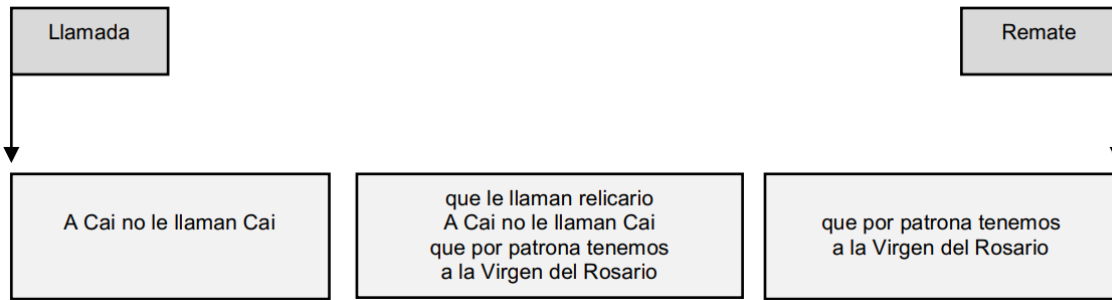 Llamada
Remate
A Cai no le llaman Cai
que le llaman relicario
A Cai no le llaman Cai
que por patrona tenemos
a la Virgen del Rosario
que por patrona tenemos
a la Virgen del Rosario